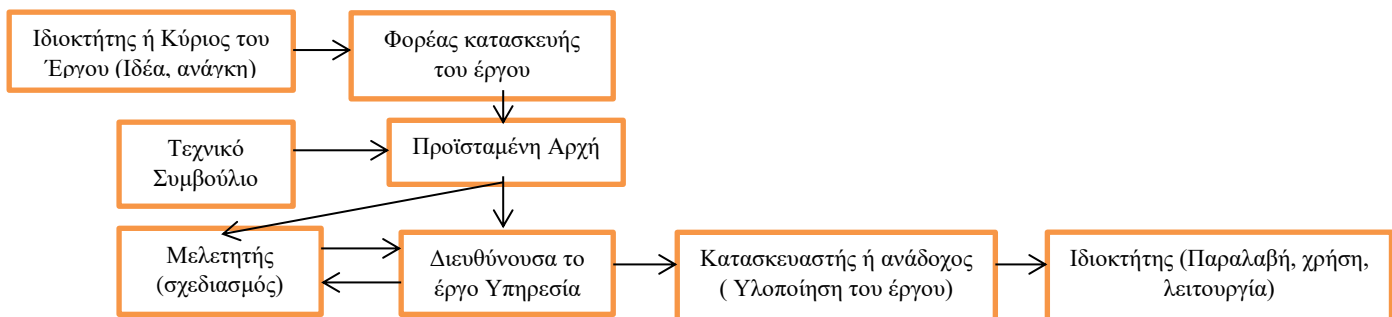 Ιδιοκτήτης ή Κύριος του
Έργου (Ιδέα, ανάγκη)
Φορέας κατασκευής
του έργου
Τεχνικό
Συμβούλιο
Προϊσταμένη Αρχή
Μελετητής
(σχεδιασμός)
Διευθύνουσα το
έργο Υπηρεσία
Κατασκευαστής ή ανάδοχος
( Υλοποίηση του έργου)
Ιδιοκτήτης (Παραλαβή, χρήση,
λειτουργία)